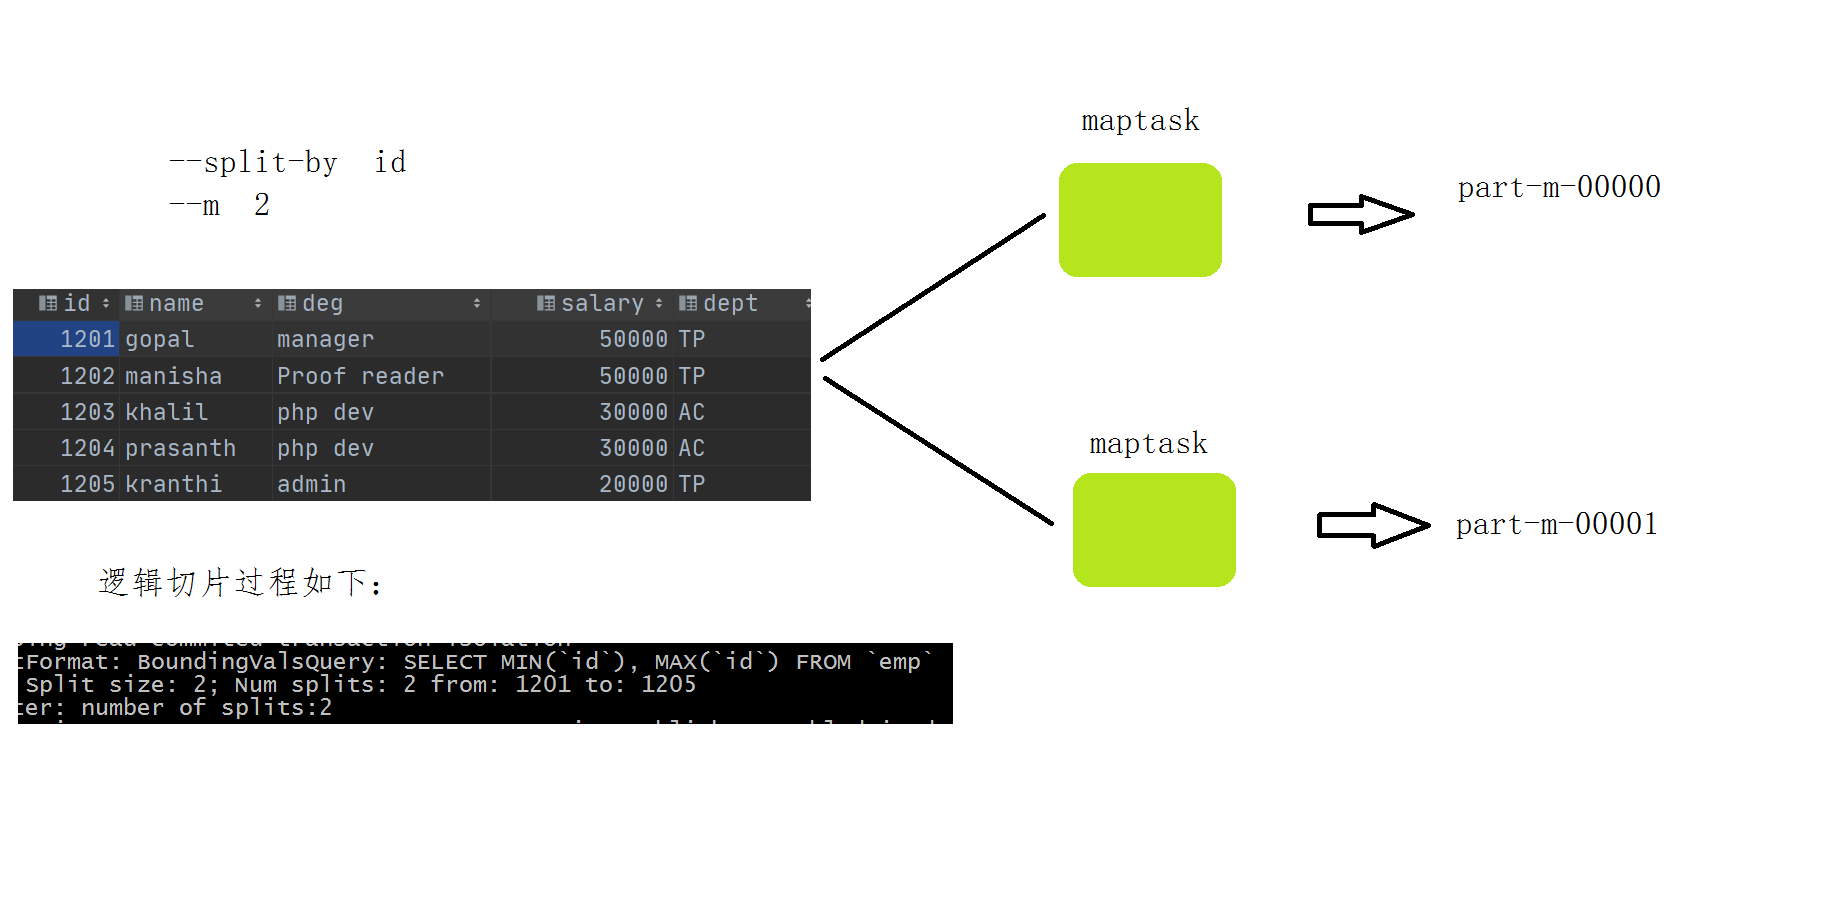 --split-by id
--m 2
id name deg salary dept
1201 gopal manager 50000 TP
1202 manisha Proof reader 50000 TP
1203 khalil php dev 30000 AC
1204 prasanth php dev 30000 AC
1205 kranthi admin 20000 TP
逻辑切片过程如下：
tFormat: BoundingValsQuery: SELECT MIN(`id`), MAX(`id`) FROM `emp`
Split size: 2; Num splits: 2 from: 1201 to: 1205
ter: number of splits:2
maptask
part-m-00000
maptask
part-m-00001